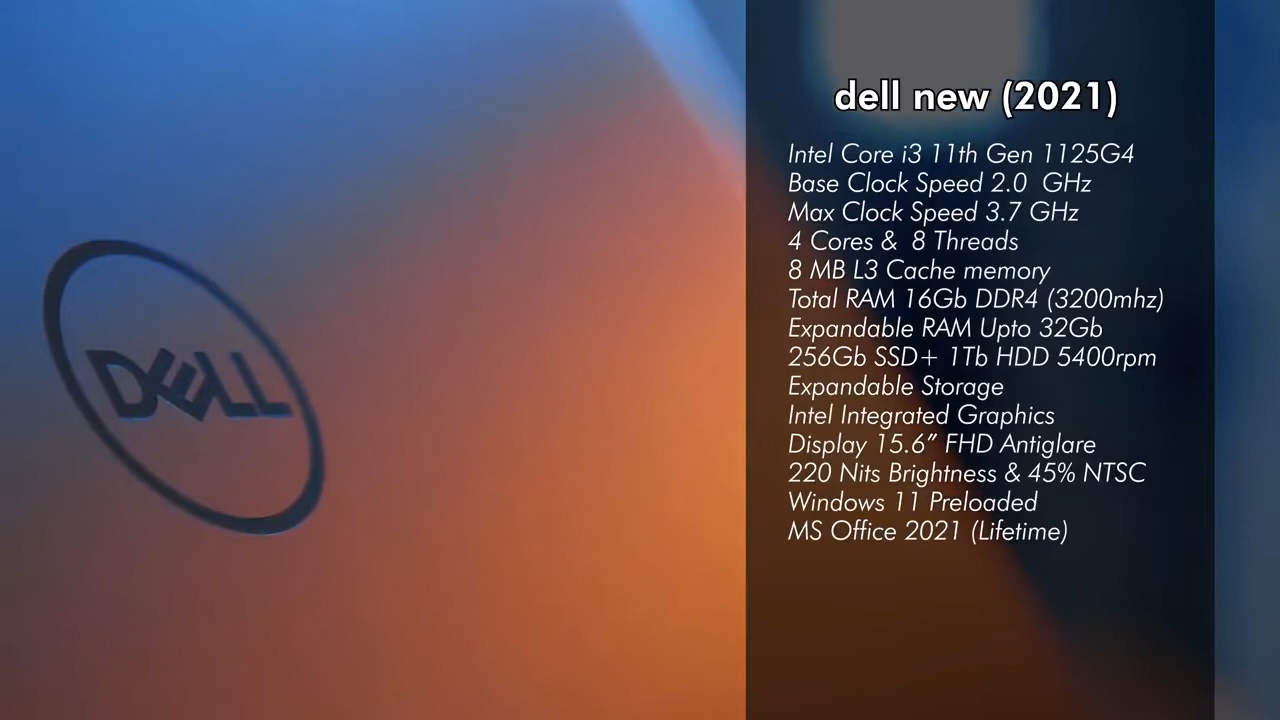 DELL
dell new (2021)
Intel Core i3 11th Gen 1125G4
Base Clock Speed 2.0  GHz
Max Clock Speed 3.7 GHz
4 Cores &  8 Threads
8 MB L3 Cache memory
Total RAM 16Gb DDR4 (3200mhz)
Expandable RAM Upto 32Gb
256Gb SSD+ 1Tb HDD 5400rpm
Expandable Storage
Intel Integrated Graphics
Display 15.6” FHD Antiglare
220 Nits Brightness & 45% NTSC
Windows 11 Preloaded
MS Office 2021 (Lifetime)